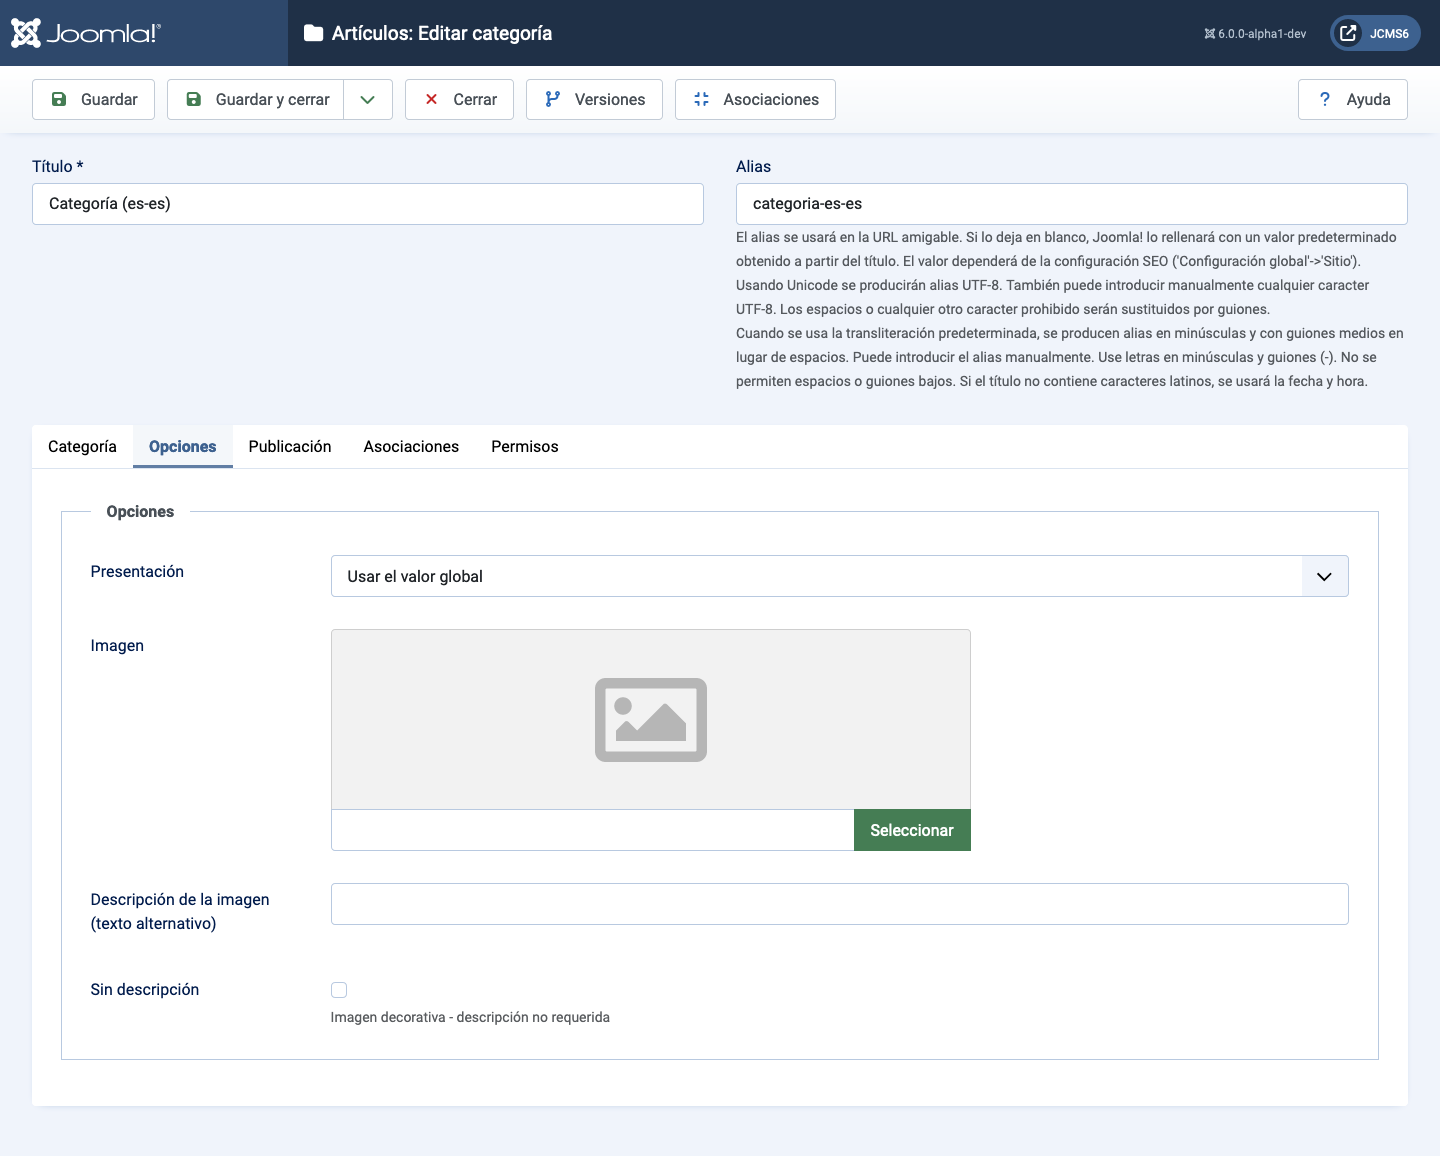 Joomla!®
Artículos: Editar categoría
6.0.0-alpha1-dev
JCMS6
Guardar
Guardar y cerrar
Cerrar
Versiones
Asociaciones
? Ayuda
Título *
Categoría (es-es)
Alias
categoria-es-es
El alias se usará en la URL amigable. Si lo deja en blanco, Joomla! lo rellenará con un valor predeterminado
obtenido a partir del título. El valor dependerá de la configuración SEO ('Configuración global'->'Sitio').
Usando Unicode se producirán alias UTF-8. También puede introducir manualmente cualquier caracter
UTF-8. Los espacios o cualquier otro caracter prohibido serán sustituidos por guiones.
Cuando se usa la transliteración predeterminada, se producen alias en minúsculas y con guiones medios en
lugar de espacios. Puede introducir el alias manualmente. Use letras en minúsculas y guiones (-). No se
permiten espacios o guiones bajos. Si el título no contiene caracteres latinos, se usará la fecha y hora.
Categoría
Opciones
Publicación
Asociaciones
Permisos
Opciones
Presentación
Usar el valor global
Imagen
Seleccionar
Descripción de la imagen
(texto alternativo)
Sin descripción
Imagen decorativa - descripción no requerida